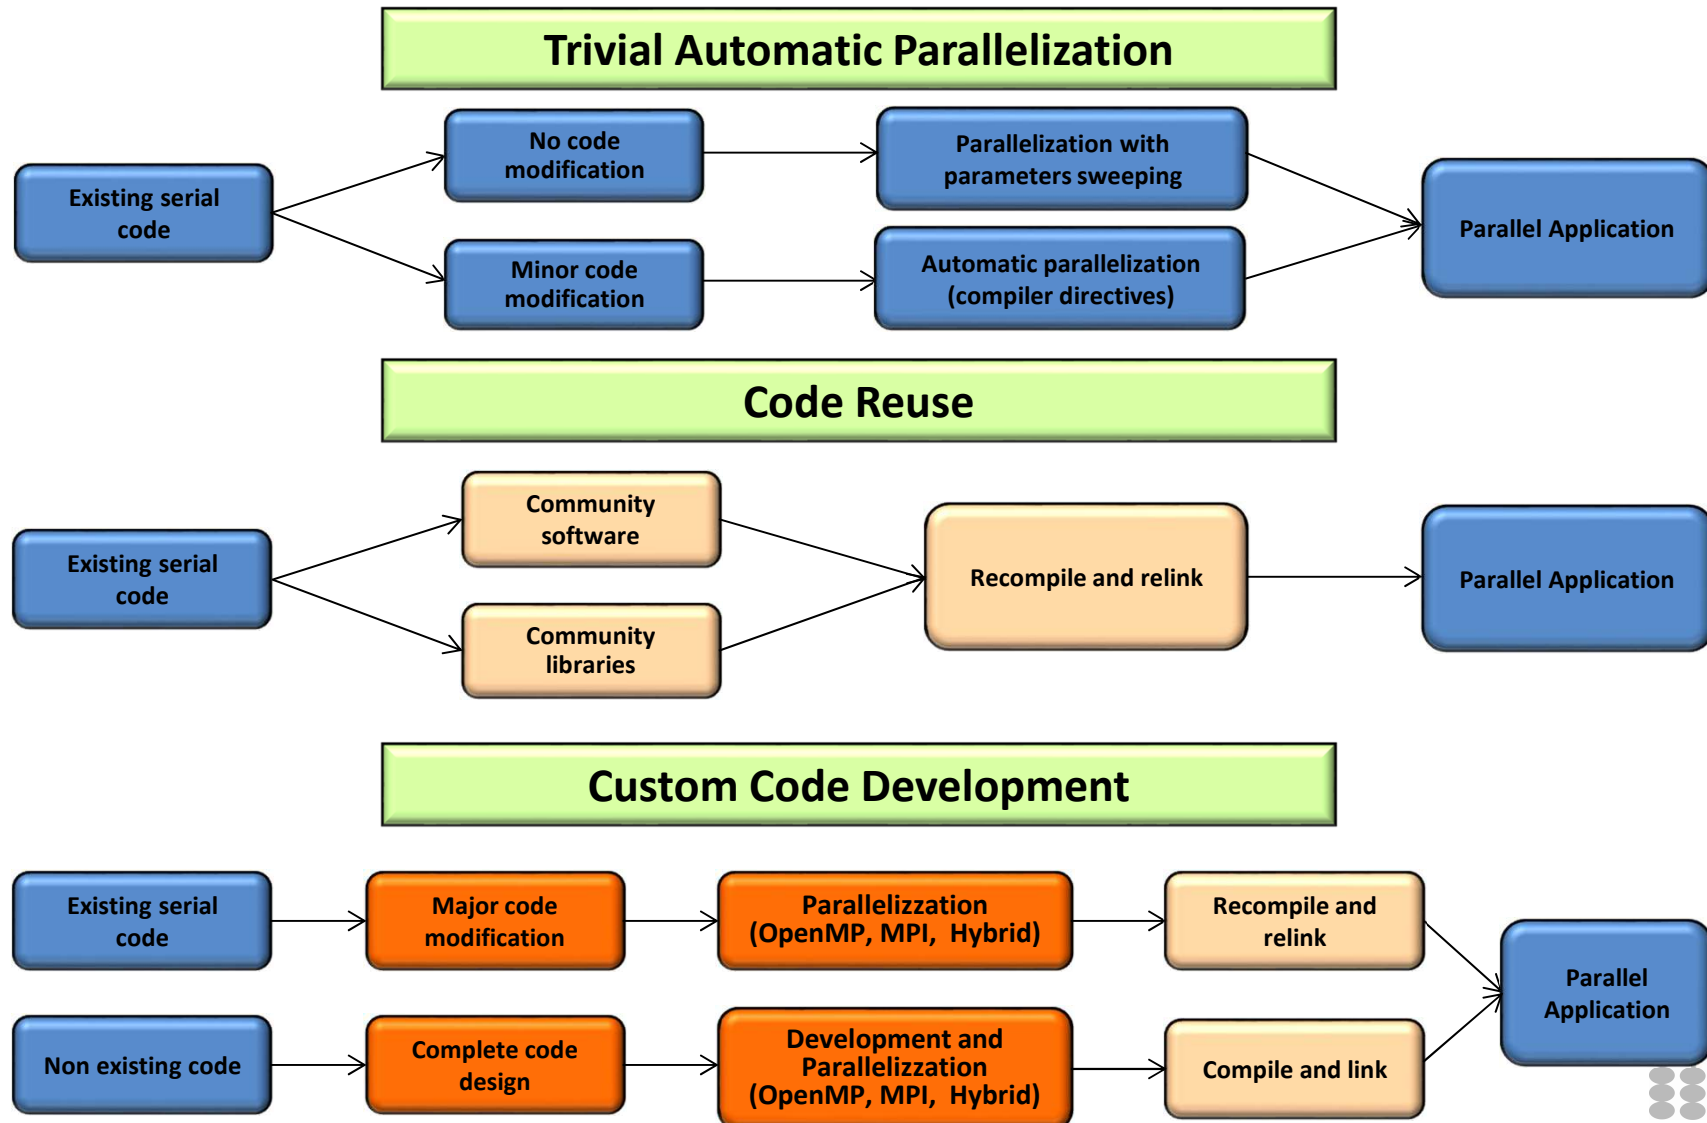 Trivial Automatic Parallelization
No code
modification
Parallelization with
parameters sweeping
Existing serial
code
Parallel Application
Minor code
modification
Automatic parallelization
(compiler directives)
Code Reuse
Community
software
Existing serial
code
Recompile and relink
Parallel Application
Community
libraries
Custom Code Development
Existing serial
code
Major code
modification
Parallelizzation
(OpenMP, MPI,  Hybrid)
Recompile and
relink
Parallel
Application
Non existing code
Complete code
design
Development and
Parallelizzation
(OpenMP, MPI,  Hybrid)
Compile and link